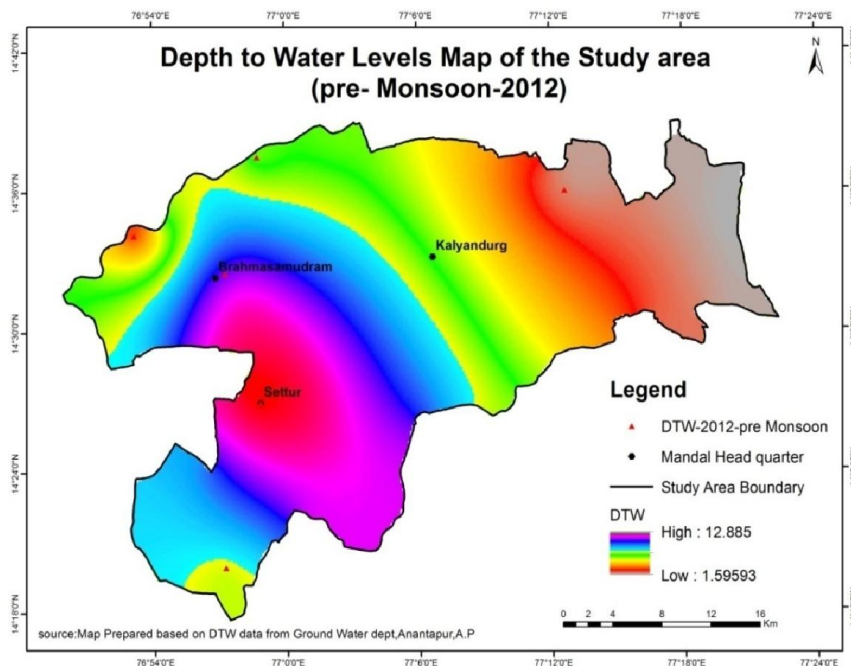 76°54'0"E 77°0'0"E 77°6'0"E 77°12'0"E 77°18'0"E 77°24'0"E
Depth to Water Levels Map of the Study area
(pre- Monsoon-2012)
N
14°42'0"N
14°36'0"N
Kalyandurg
Brahmasamudram
14°30'0"N
Settur
14°24'0"N
14°18'0"N
Legend
DTW-2012-pre Monsoon
Mandal Head quarter
Study Area Boundary
DTW
High : 12.885
Low : 1.59593
0 2 4 8 12 16
Km
source:Map Prepared based on DTW data from Ground Water dept,Anantapur,A.P
76°54'0"E 77°0'0"E 77°6'0"E 77°12'0"E 77°18'0"E 77°24'0"E